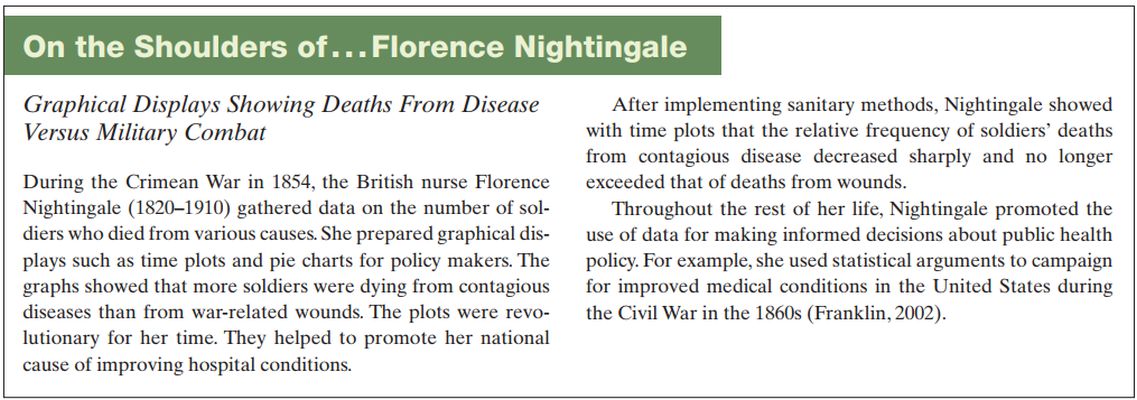 On the Shoulders of...Florence Nightingale
Graphical Displays Showing Deaths From Disease
Versus Military Combat
During the Crimean War in 1854, the British nurse Florence
Nightingale (1820–1910) gathered data on the number of sol-
diers who died from various causes. She prepared graphical dis-
plays such as time plots and pie charts for policy makers. The
graphs showed that more soldiers were dying from contagious
diseases than from war-related wounds. The plots were revo-
lutionary for her time. They helped to promote her national
cause of improving hospital conditions.
After implementing sanitary methods, Nightingale showed
with time plots that the relative frequency of soldiers' deaths
from contagious disease decreased sharply and no longer
exceeded that of deaths from wounds.
Throughout the rest of her life, Nightingale promoted the
use of data for making informed decisions about public health
policy. For example, she used statistical arguments to campaign
for improved medical conditions in the United States during
the Civil War in the 1860s (Franklin, 2002).